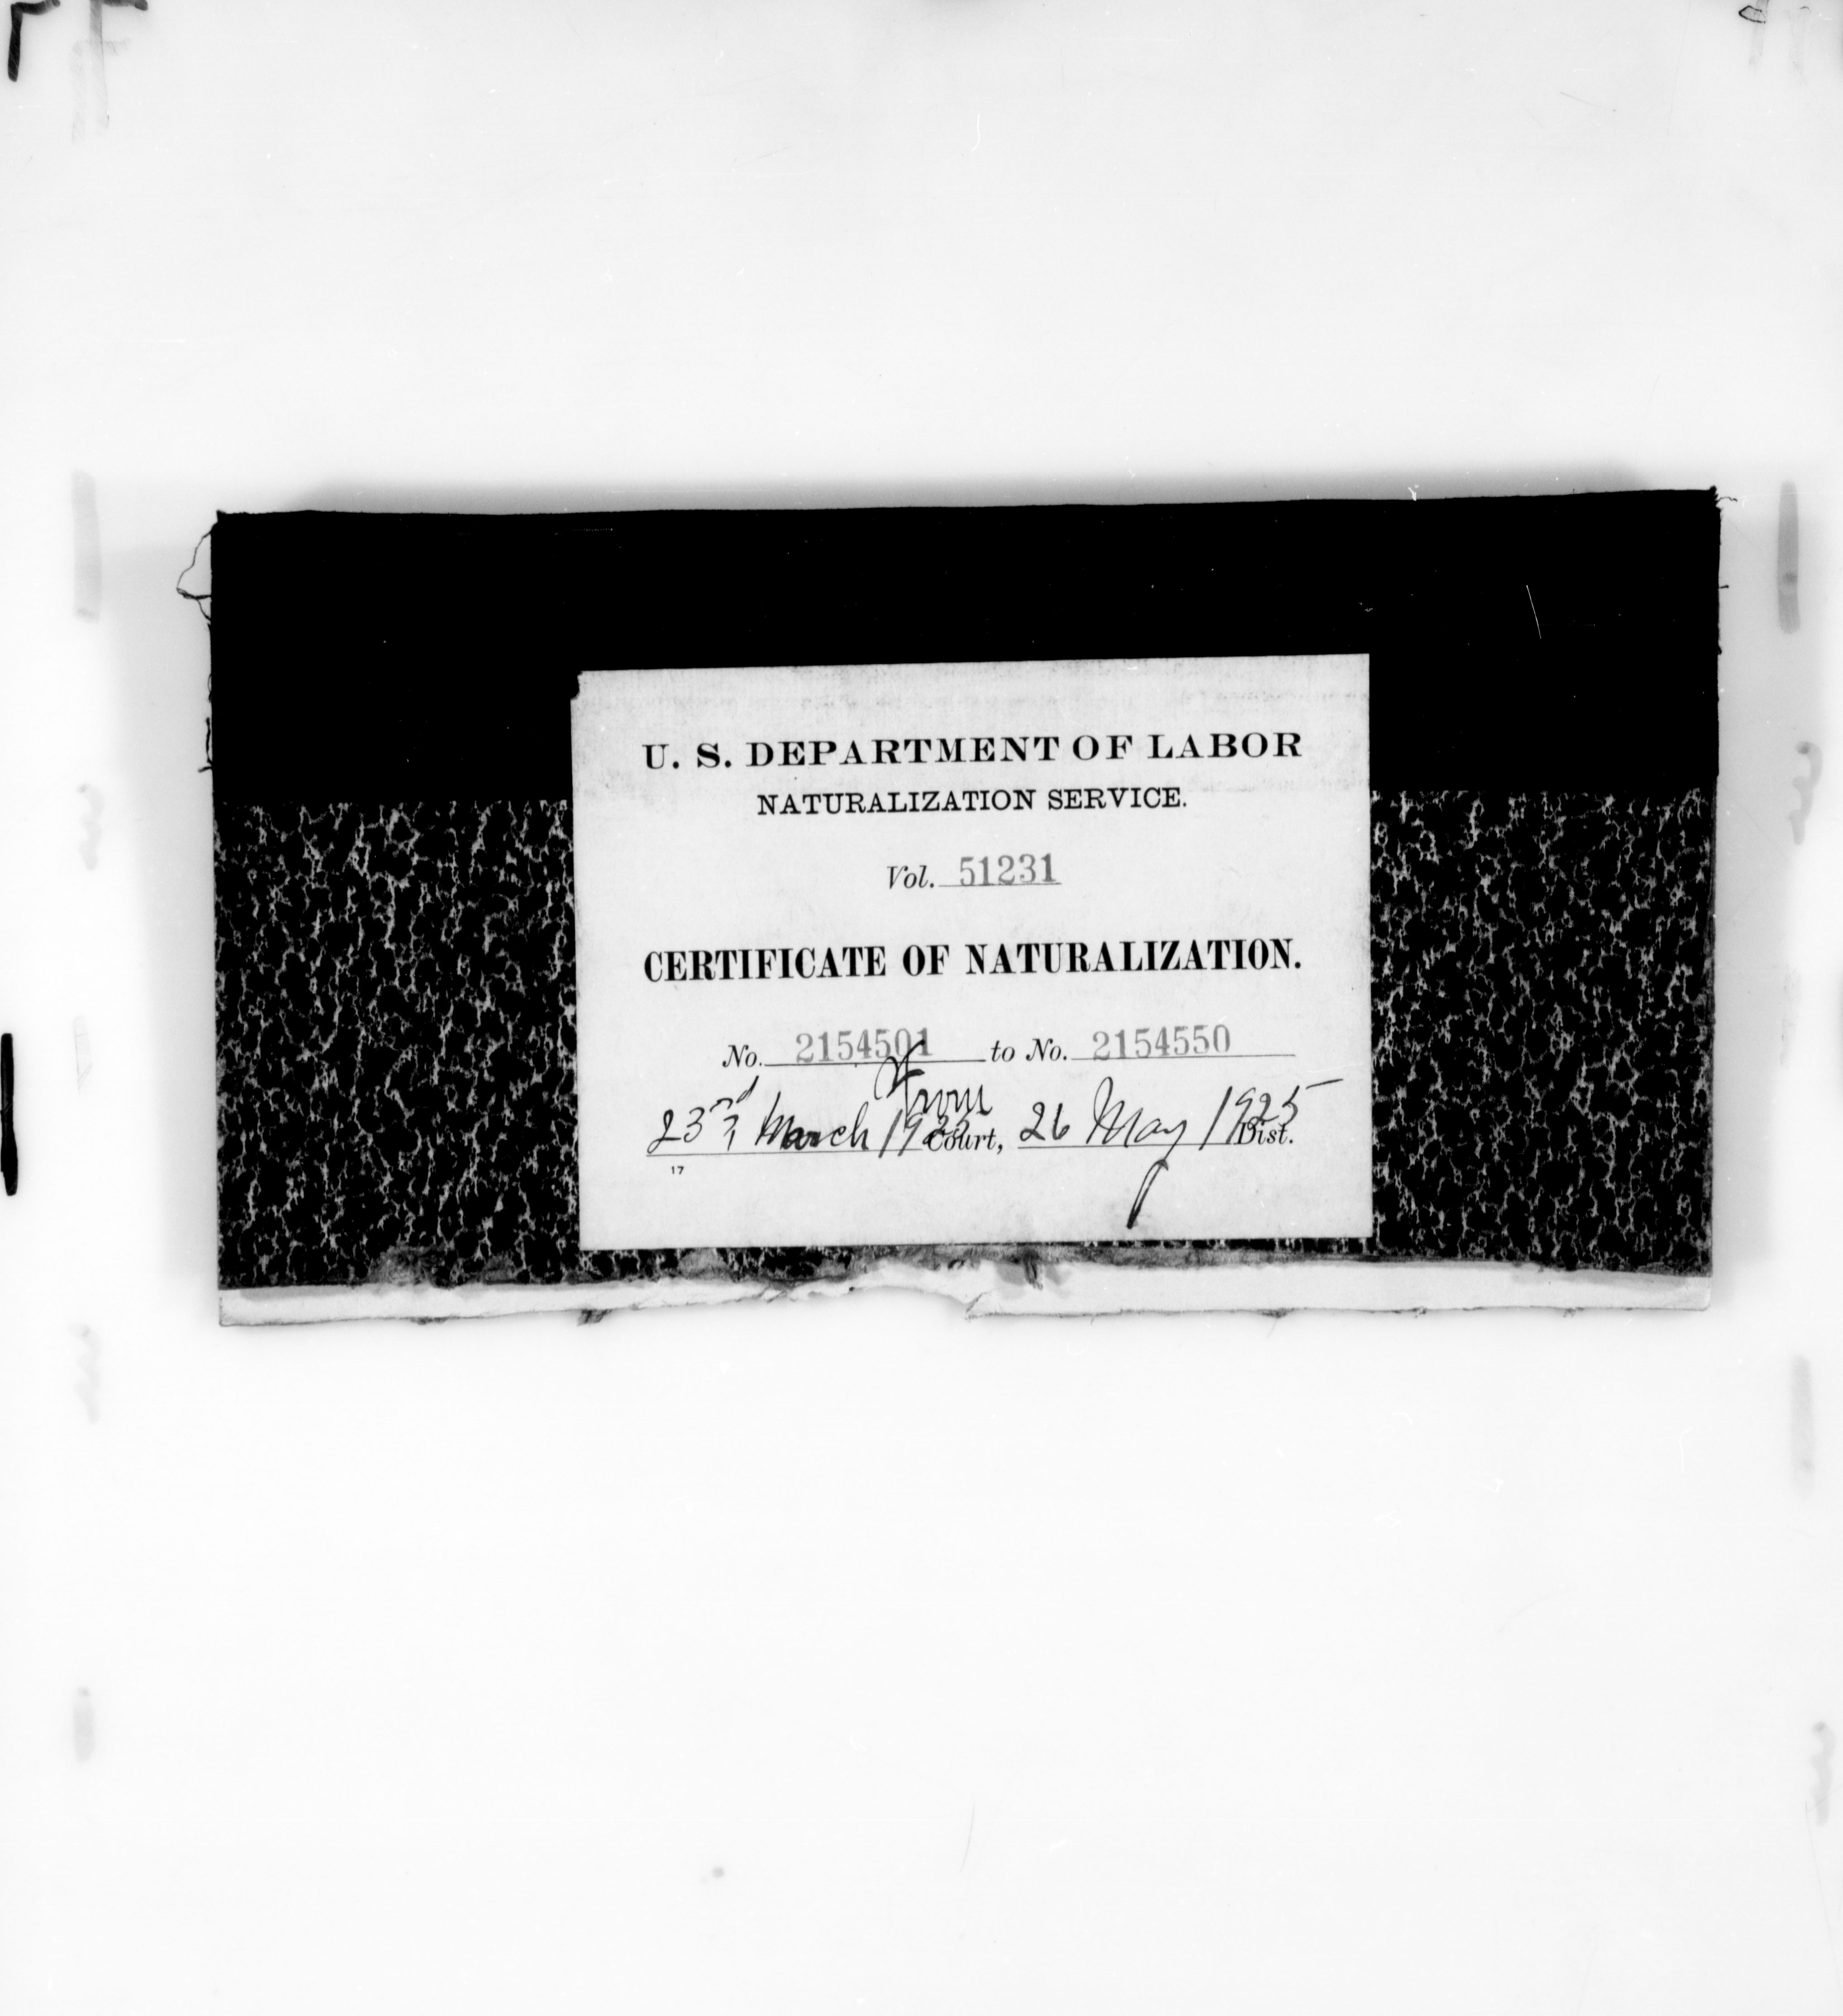 U. S. DEPARTMENT OF LABOR
NATURALIZATION SERVICE.
Vol. 51231
CERTIFICATE OF NATURALIZATION.
No. 2154501 to No. 2154550
From
23rd March Court, 26 May 1925 Dist.
17